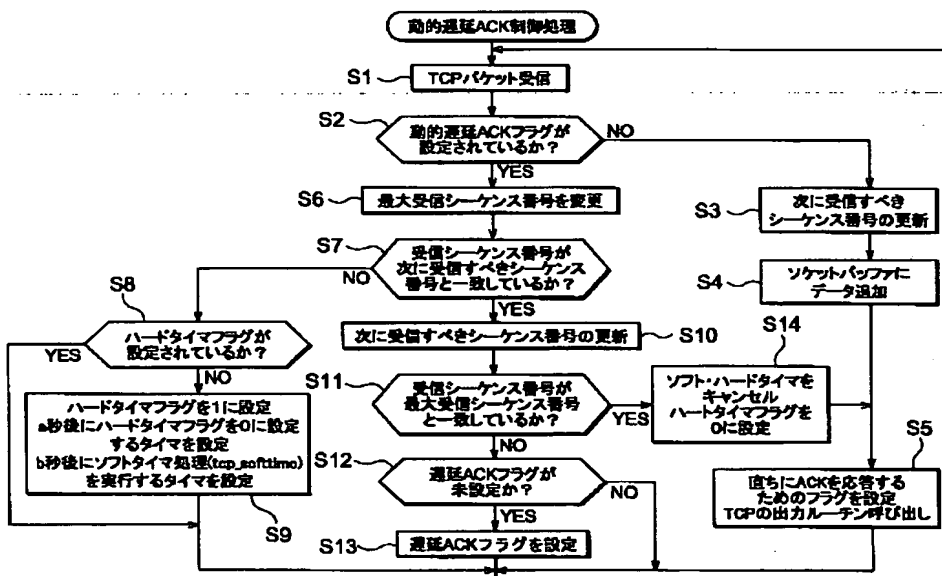 動的遅延ACK制御処理
S1
TCPパケット受信
S2
動的遅延ACKフラグが
設定されているか？
NO
YES
S6
最大受信シーケンス番号を変更
S3
次に受信すべき
シーケンス番号の更新
S7
受信シーケンス番号が
次に受信すべきシーケンス
番号と一致しているか？
NO
YES
S4
ソケットバッファに
データ追加
S8
ハードタイマフラグが
設定されているか？
YES
NO
S10
次に受信すべきシーケンス番号の更新
S14
ソフト・ハードタイマを
キャンセル
ハートタイマフラグを
0に設定
S11
受信シーケンス番号が
最大受信シーケンス番号
と一致しているか？
YES
NO
ハードタイマフラグを1に設定
a秒後にハードタイマフラグを0に設定
するタイマを設定
b秒後にソフトタイマ処理(tcp_softtimo)
を実行するタイマを設定
S9
S12
遅延ACKフラグが
未設定か？
NO
YES
S5
直ちにACKを応答する
ためのフラグを設定
TCPの出力ルーチン呼び出し
S13
遅延ACKフラグを設定